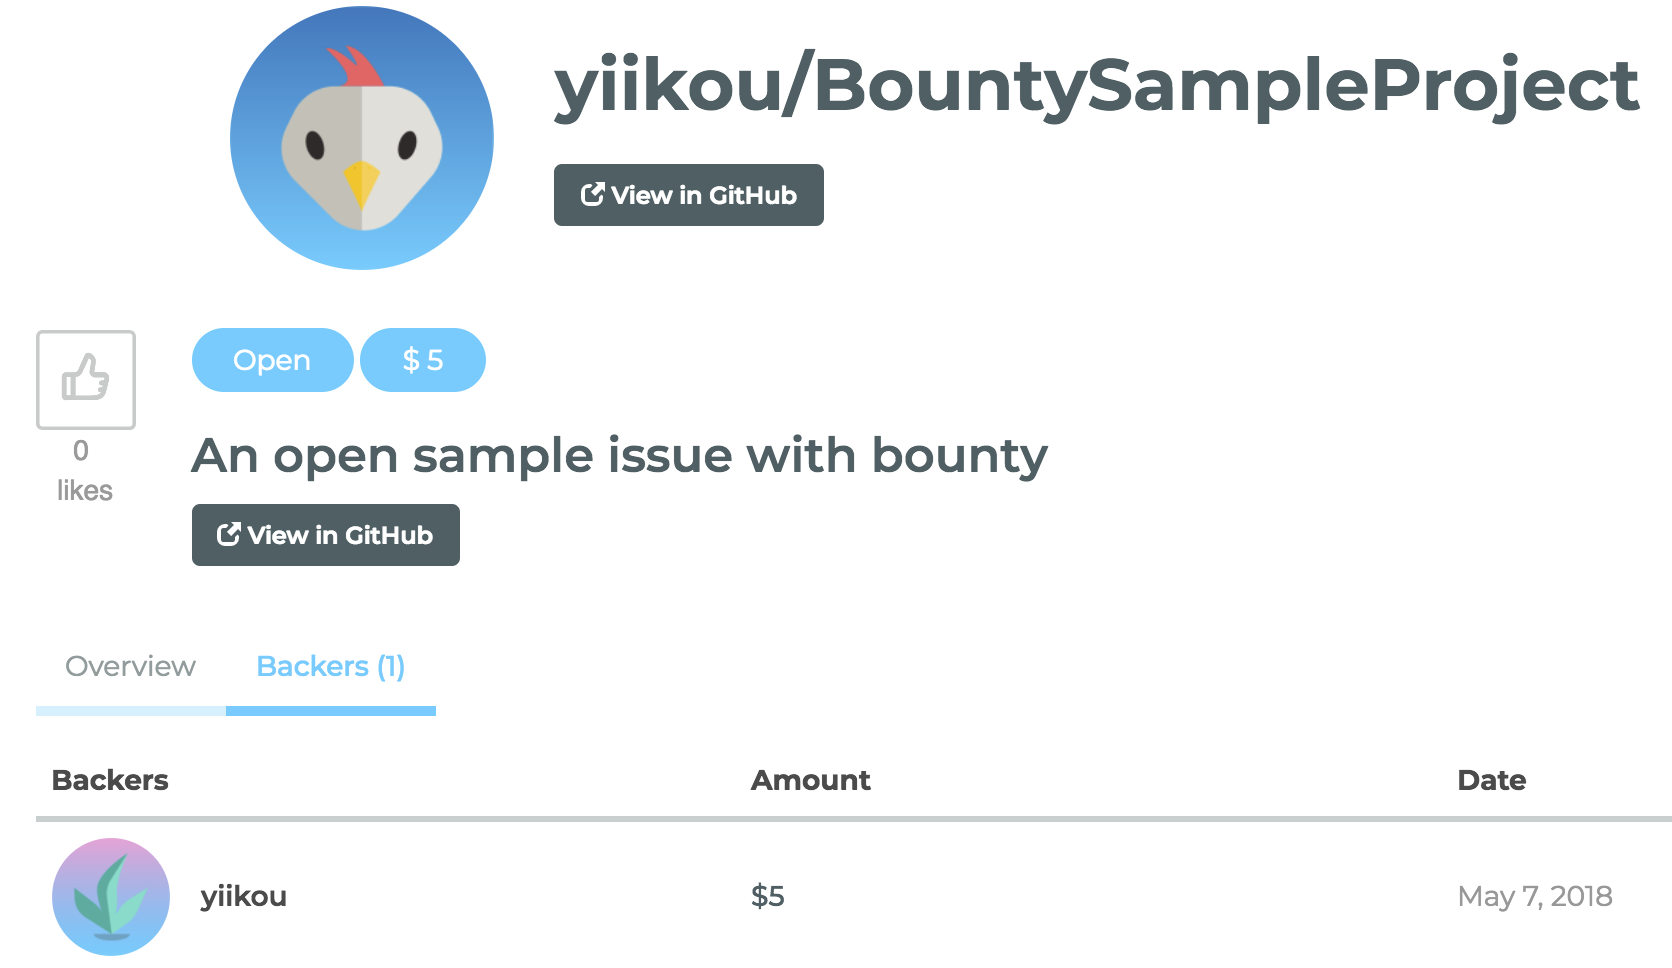 yiikou/BountySampleProject
View in GitHub
Open $ 5
0
likes
An open sample issue with bounty
View in GitHub
Overview Backers (1)
Backers Amount Date
yiikou $5 May 7, 2018